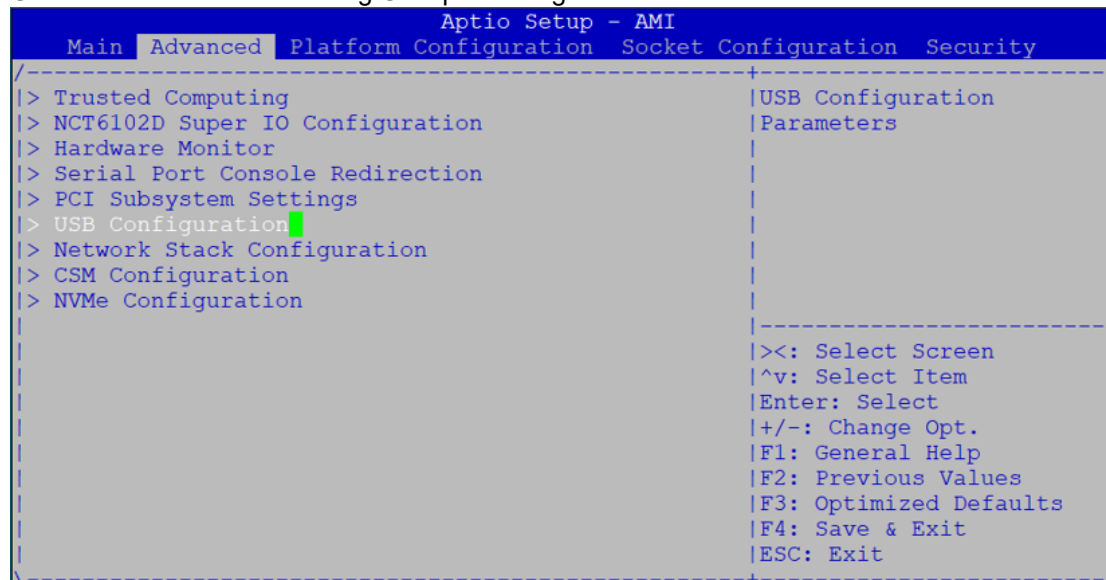 Aptio Setup - AMI
Main Advanced Platform Configuration Socket Configuration Security
/----------------------------------------------------+-------------------------
|> Trusted Computing |USB Configuration
|> NCT6102D Super IO Configuration |Parameters
|> Hardware Monitor |
|> Serial Port Console Redirection |
|> PCI Subsystem Settings |
|> USB Configuration |
|> Network Stack Configuration |
|> CSM Configuration |
|> NVMe Configuration |
| |-------------------------
| |><: Select Screen
| |^v: Select Item
| |Enter: Select
| |+/-: Change Opt.
| |F1: General Help
| |F2: Previous Values
| |F3: Optimized Defaults
| |F4: Save & Exit
| |ESC: Exit
\----------------------------------------------------+-------------------------